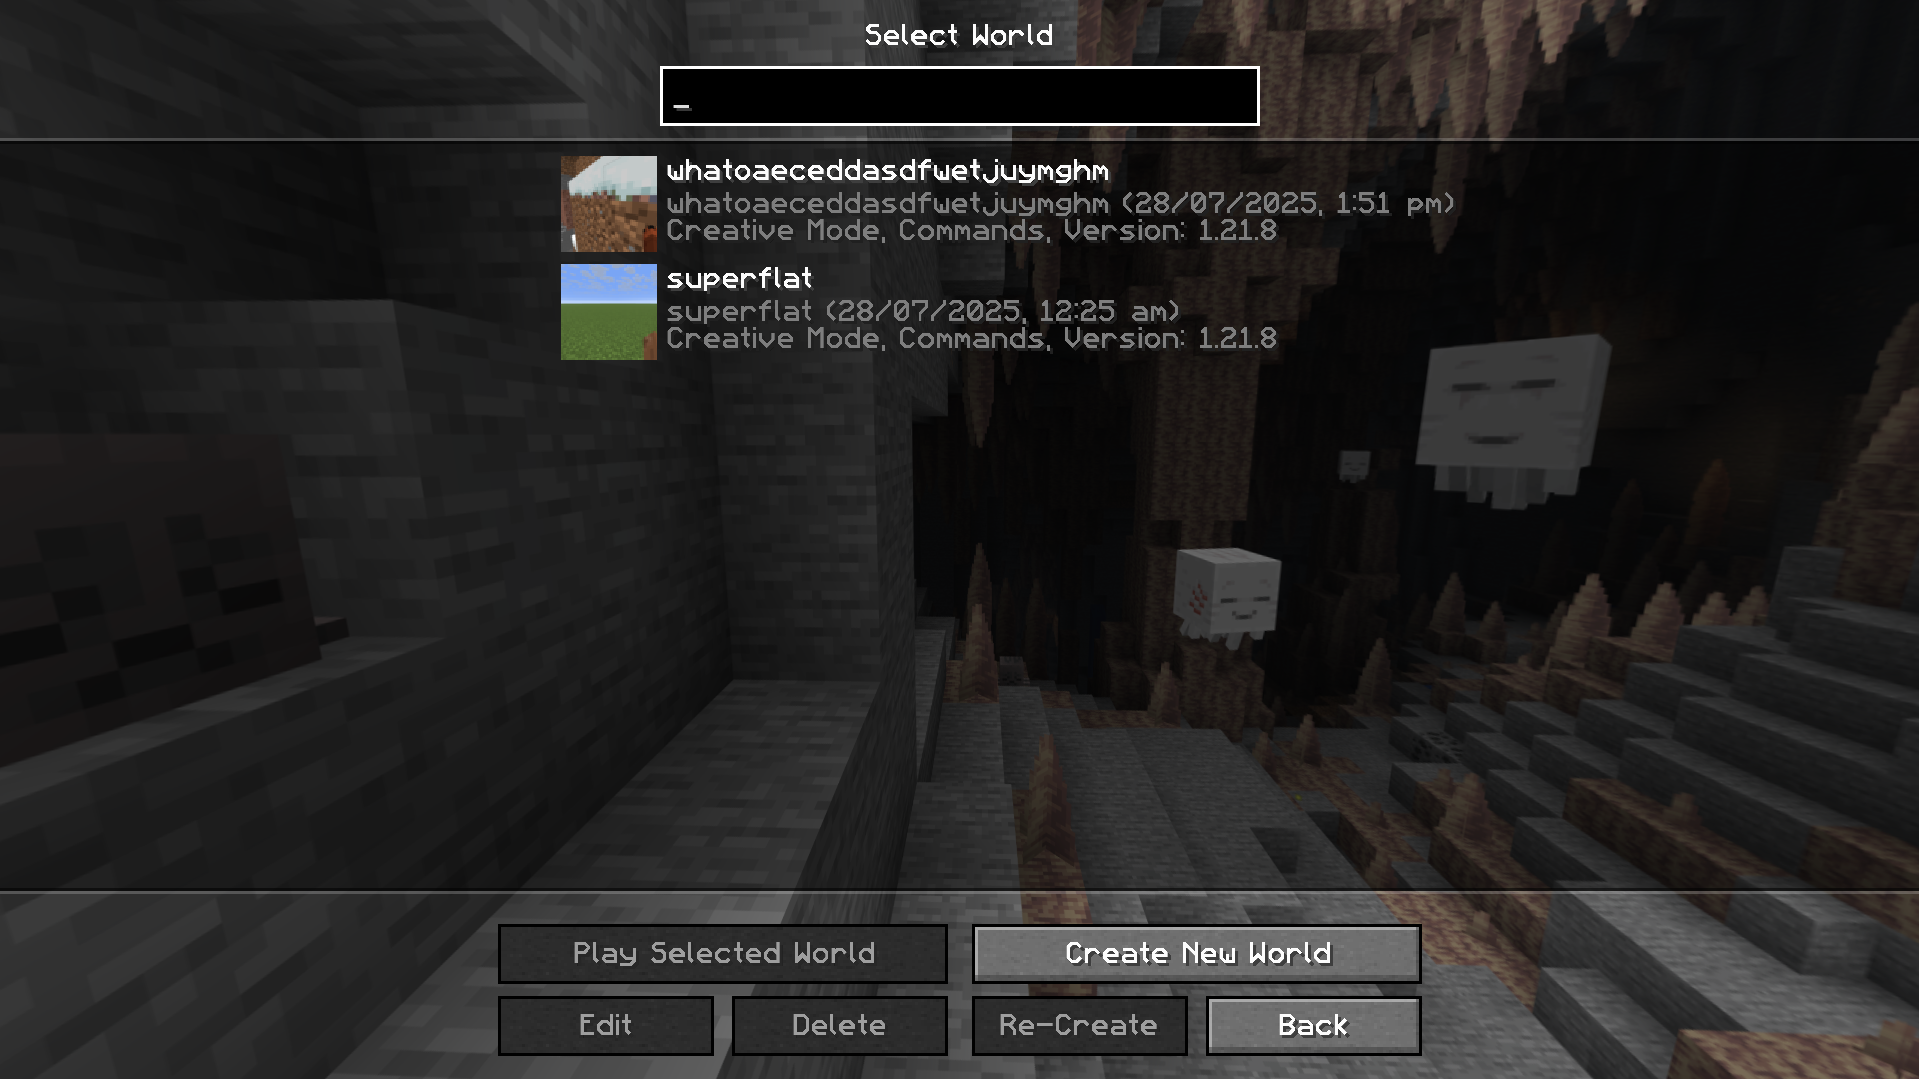 Select World
_
whatoaeceddasdfwetjuymghm
whatoaeceddasdfwetjuymghm (28/07/2025, 1:51 pm)
Creative Mode, Commands, Version: 1.21.8
superflat
superflat (28/07/2025, 12:25 am)
Creative Mode, Commands, Version: 1.21.8
Play Selected World
Create New World
Edit
Delete
Re-Create
Back